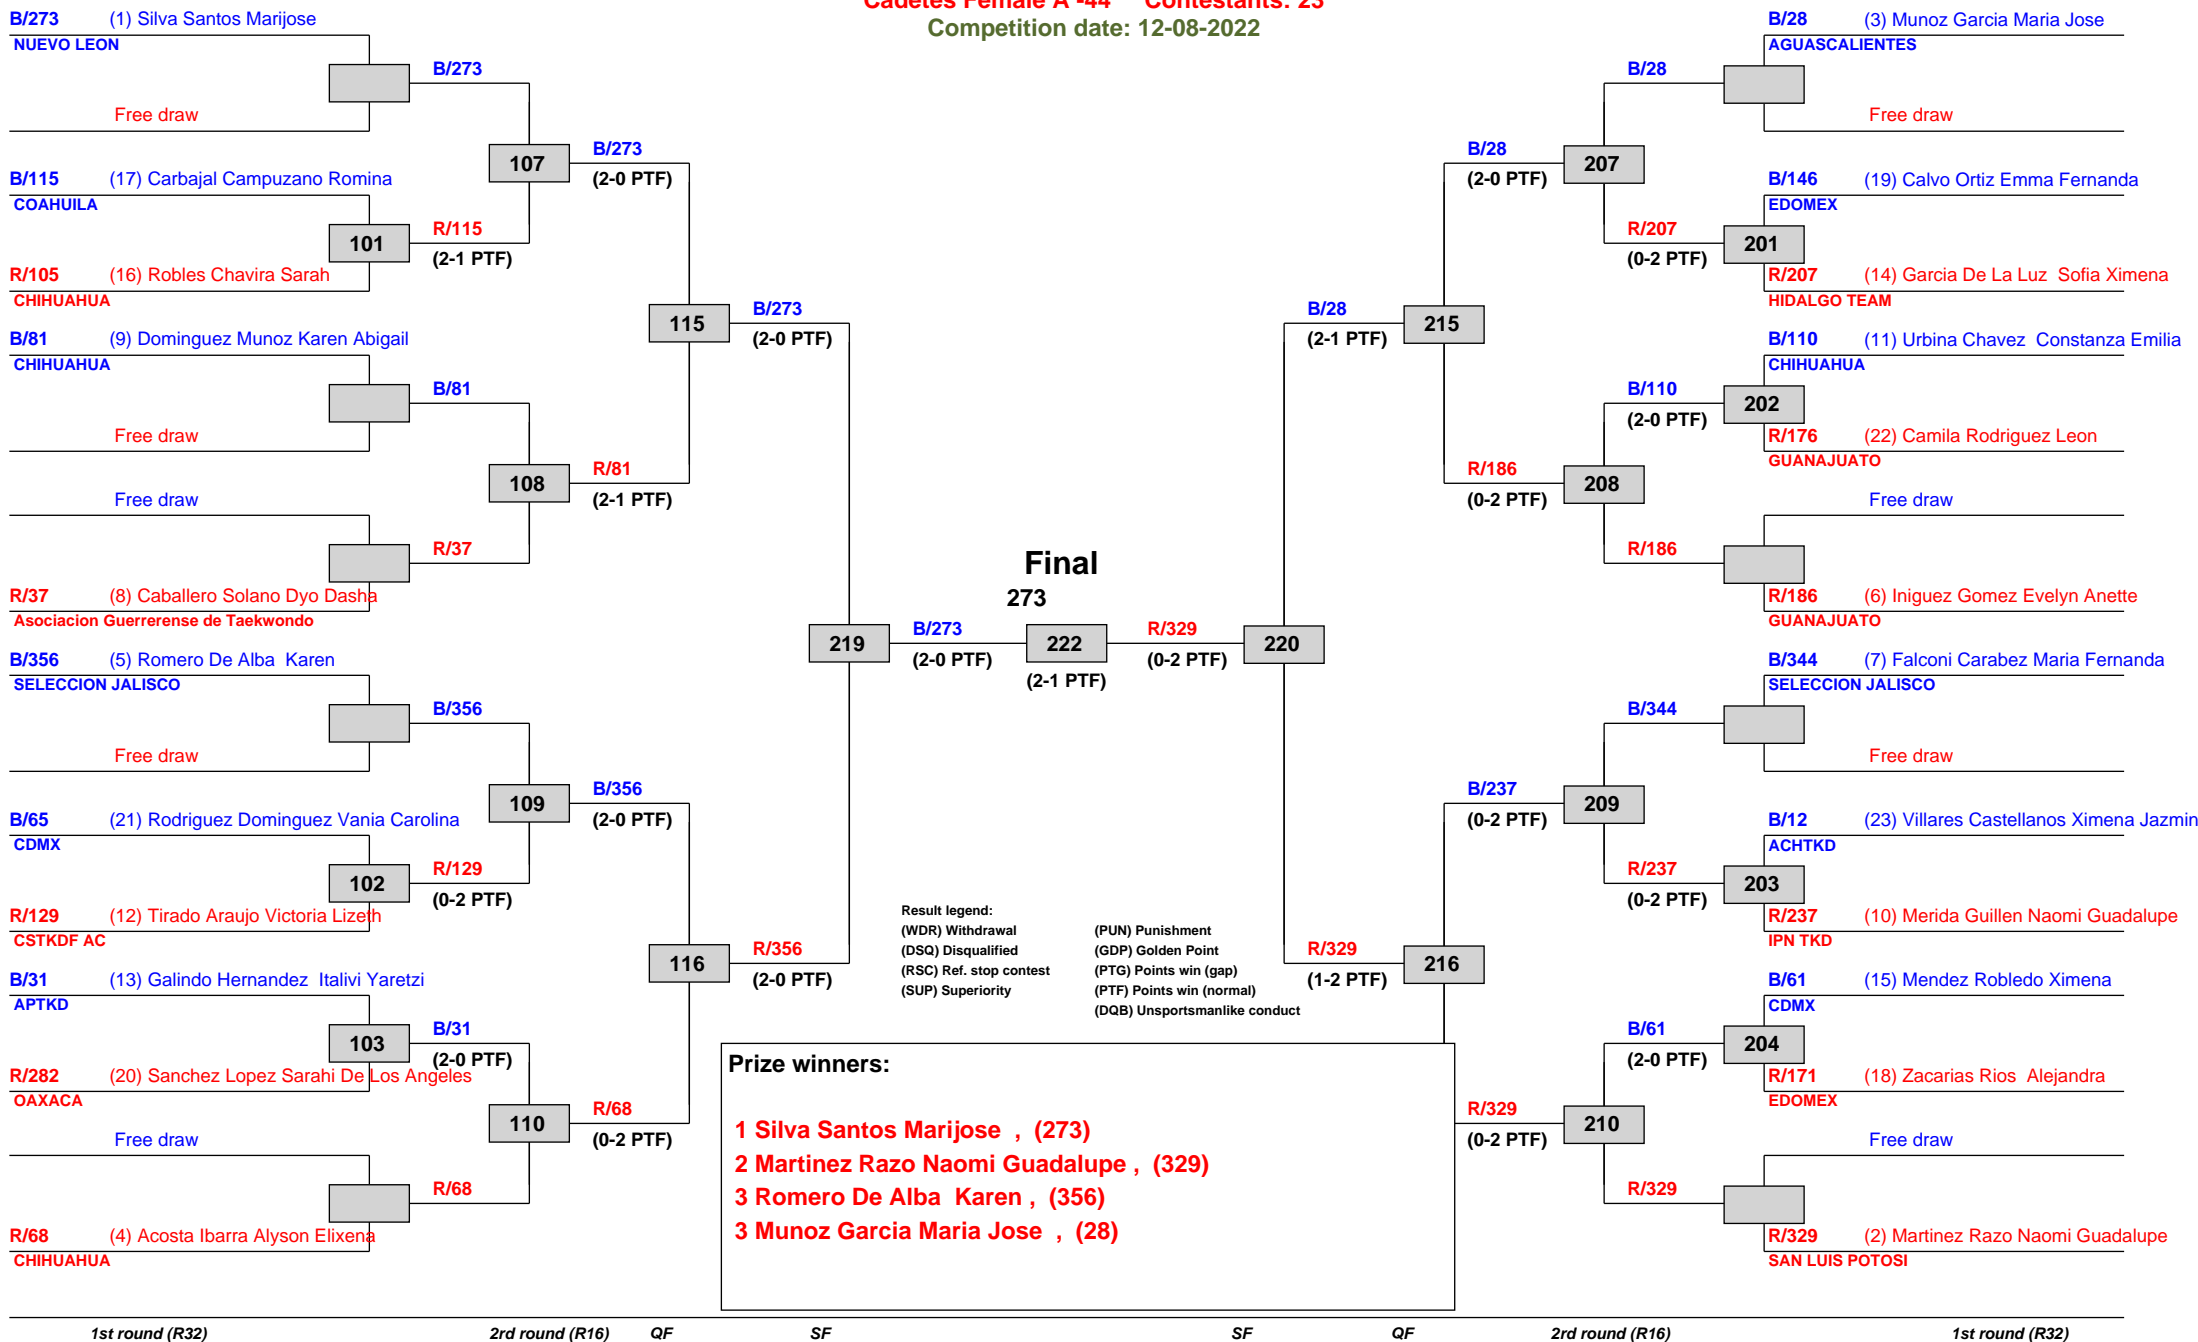 Cadetes Female A -44 Contestants: 23
Competition date: 12-08-2022
B/273 (1) Silva Santos Marijose
NUEVO LEON
B/273
Free draw
107
B/273
(2-0 PTF)
B/115 (17) Carbajal Campuzano Romina
COAHUILA
101
R/115
(2-1 PTF)
R/105 (16) Robles Chavira Sarah
CHIHUAHUA
115
B/273
(2-0 PTF)
B/81 (9) Dominguez Munoz Karen Abigail
CHIHUAHUA
B/81
Free draw
108
R/81
(2-1 PTF)
Free draw
R/37
R/37 (8) Caballero Solano Dyo Dasha
Asociacion Guerrerense de Taekwondo
219
B/273
(2-0 PTF)
B/356 (5) Romero De Alba Karen
SELECCION JALISCO
B/356
Free draw
109
B/356
(2-0 PTF)
B/65 (21) Rodriguez Dominguez Vania Carolina
CDMX
102
R/129
(0-2 PTF)
R/129 (12) Tirado Araujo Victoria Lizeth
CSTKDF AC
116
R/356
(2-0 PTF)
B/31 (13) Galindo Hernandez Italivi Yaretzi
APTKD
103
B/31
(2-0 PTF)
R/282 (20) Sanchez Lopez Sarahi De Los Angeles
OAXACA
110
R/68
(0-2 PTF)
Free draw
R/68
R/68 (4) Acosta Ibarra Alyson Elixena
CHIHUAHUA
Final
273
222
(2-1 PTF)
R/329
(0-2 PTF)
220
B/28 (3) Munoz Garcia Maria Jose
AGUASCALIENTES
B/28
Free draw
B/28
(2-0 PTF)
207
B/146 (19) Calvo Ortiz Emma Fernanda
EDOMEX
R/207
(0-2 PTF)
201
R/207 (14) Garcia De La Luz Sofia Ximena
HIDALGO TEAM
B/28
(2-1 PTF)
215
B/110 (11) Urbina Chavez Constanza Emilia
CHIHUAHUA
B/110
(2-0 PTF)
202
R/176 (22) Camila Rodriguez Leon
GUANAJUATO
R/186
(0-2 PTF)
208
Free draw
R/186
R/186 (6) Iniguez Gomez Evelyn Anette
GUANAJUATO
B/344 (7) Falconi Carabez Maria Fernanda
SELECCION JALISCO
B/344
Free draw
B/237
(0-2 PTF)
209
B/12 (23) Villares Castellanos Ximena Jazmin
ACHTKD
R/237
(0-2 PTF)
203
R/237 (10) Merida Guillen Naomi Guadalupe
IPN TKD
R/329
(1-2 PTF)
216
B/61 (15) Mendez Robledo Ximena
CDMX
B/61
(2-0 PTF)
204
R/171 (18) Zacarias Rios Alejandra
EDOMEX
R/329
(0-2 PTF)
210
Free draw
R/329
R/329 (2) Martinez Razo Naomi Guadalupe
SAN LUIS POTOSI
Result legend:
(WDR) Withdrawal (PUN) Punishment
(DSQ) Disqualified (GDP) Golden Point
(RSC) Ref. stop contest (PTG) Points win (gap)
(SUP) Superiority (PTF) Points win (normal)
(DQB) Unsportsmanlike conduct
Prize winners:
1 Silva Santos Marijose , (273)
2 Martinez Razo Naomi Guadalupe , (329)
3 Romero De Alba Karen , (356)
3 Munoz Garcia Maria Jose , (28)
1st round (R32) 2rd round (R16) QF SF SF QF 2rd round (R16) 1st round (R32)